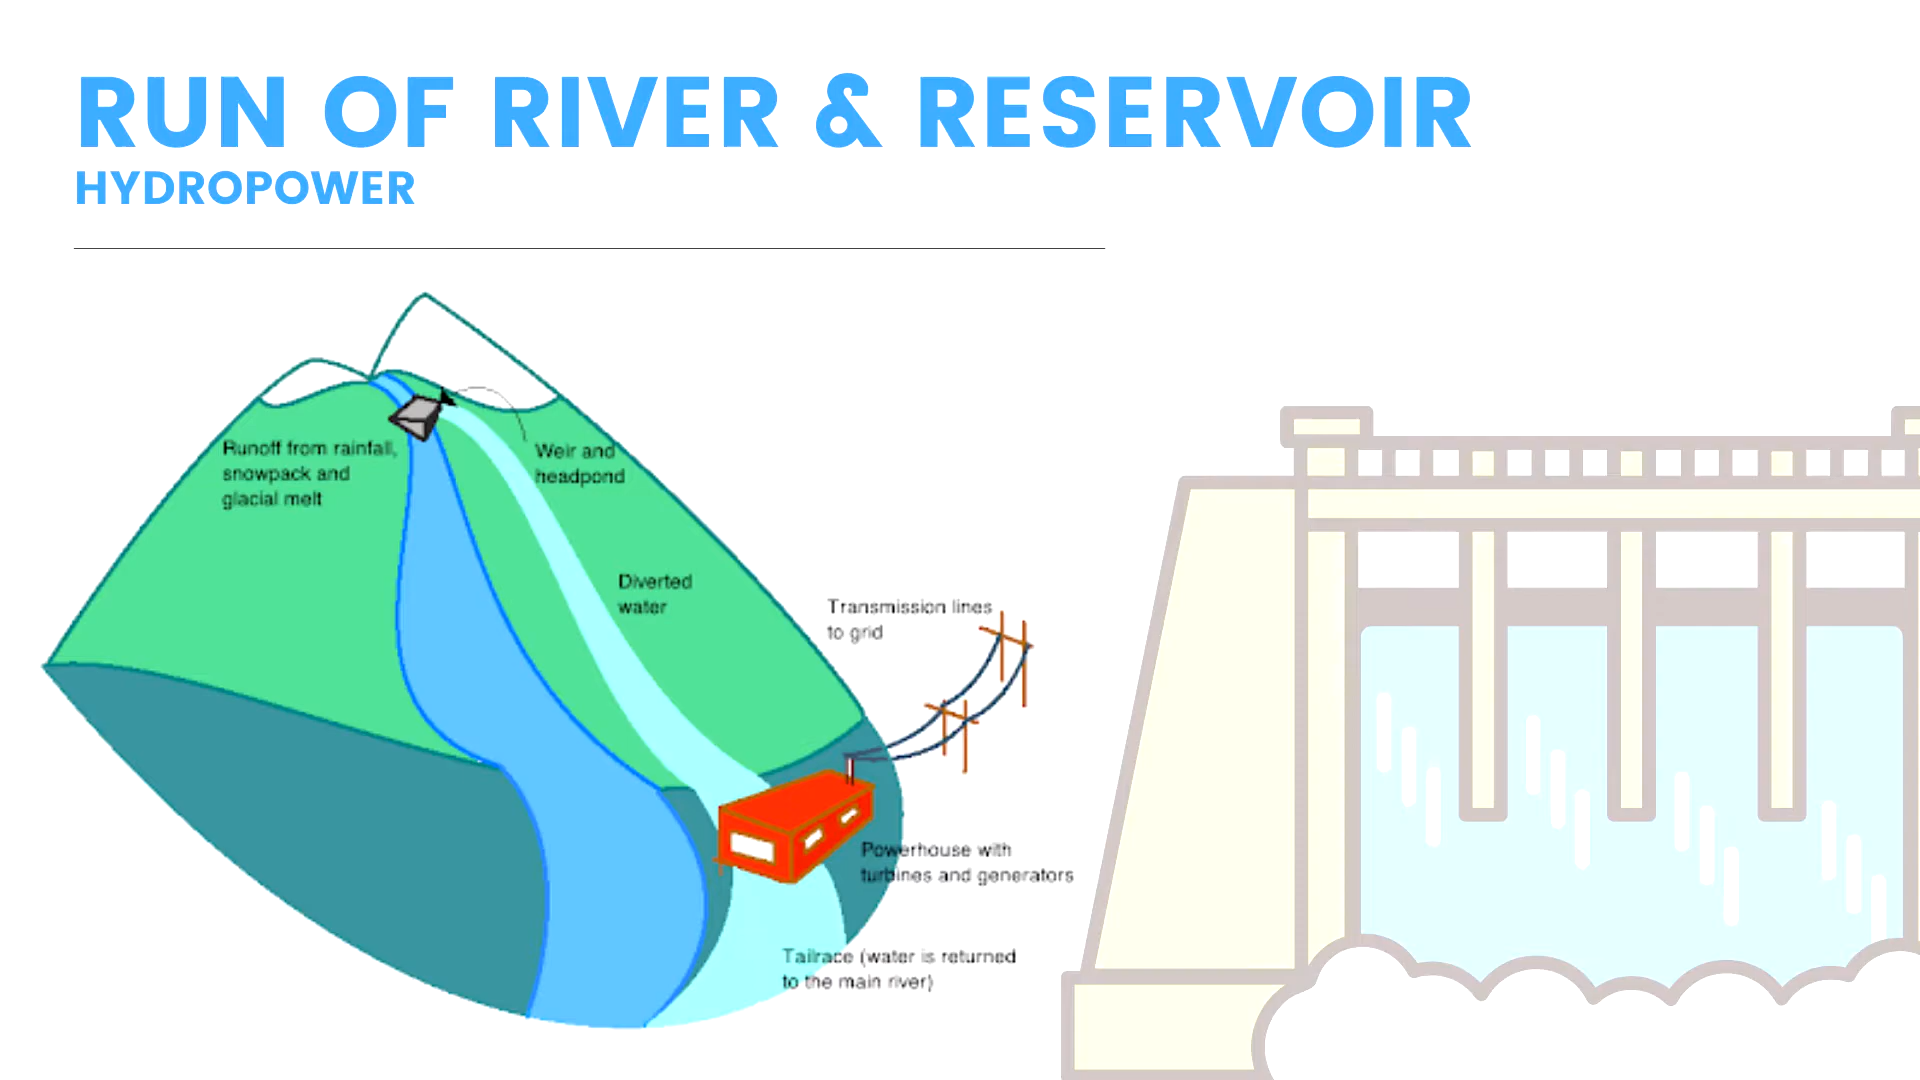 RUN OF RIVER & RESERVOIR
HYDROPOWER
Runoff from rainfall,
snowpack and
glacial melt
Weir and
headpond
Diverted
water
Transmission lines
to grid
Powerhouse with
turbines and generators
Tailrace (water is returned
to the main river)